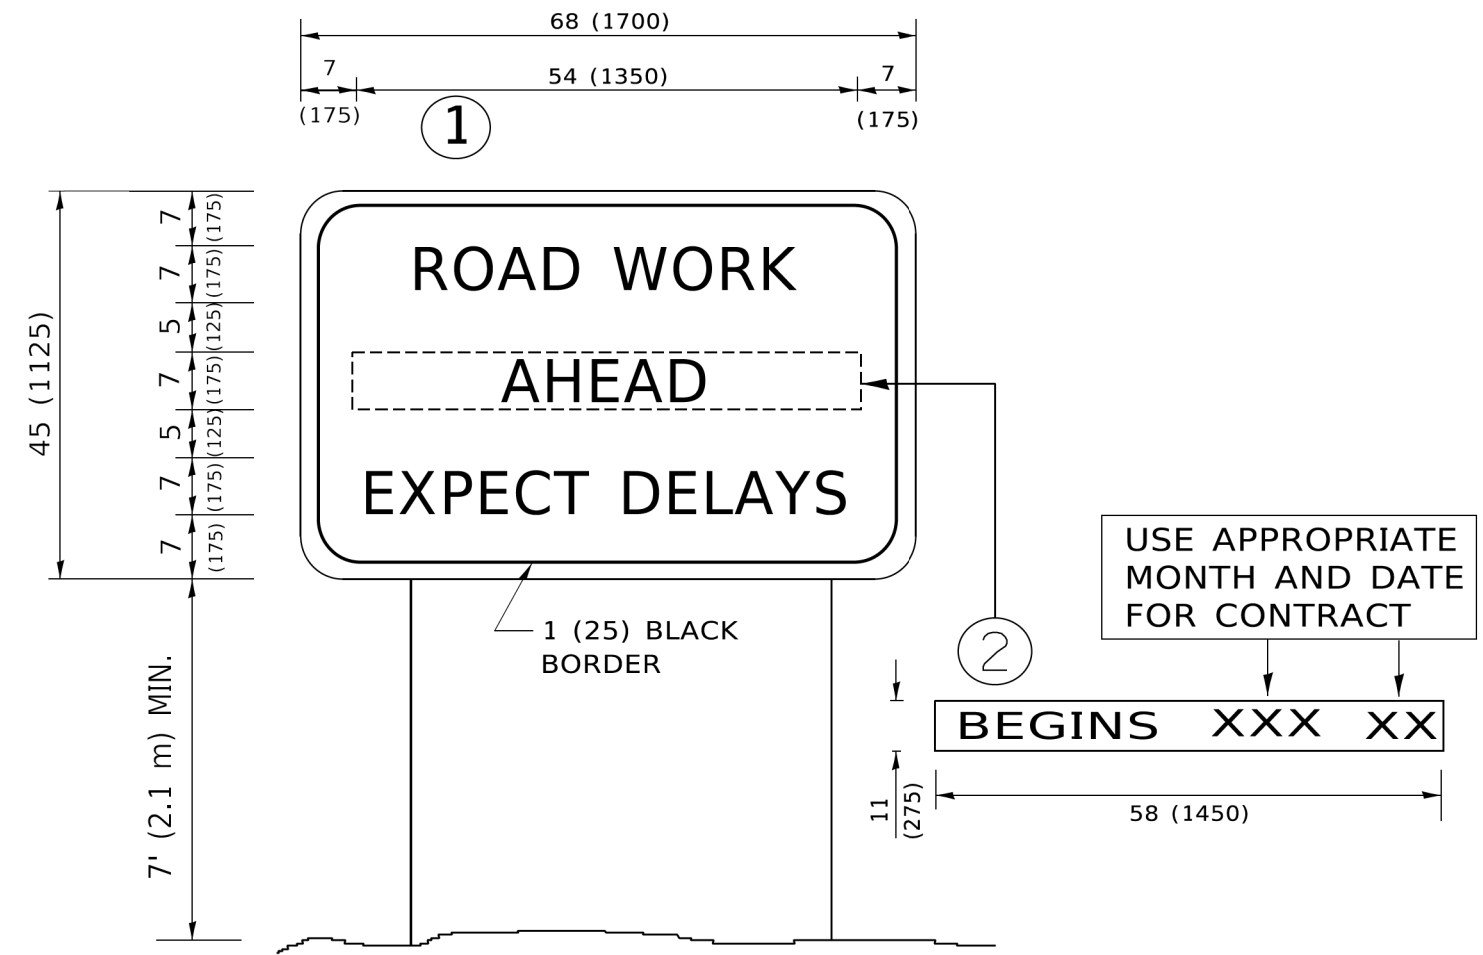 68 (1700)
7
54 (1350)
7
(175)
(175)
1
7
(175)
7
(175)
5
(125)
7
(175)
5
(125)
7
(175)
7
(175)
45 (1125)
ROAD WORK
AHEAD
EXPECT DELAYS
1 (25) BLACK
BORDER
7' (2.1 m) MIN.
USE APPROPRIATE
MONTH AND DATE
FOR CONTRACT
2
BEGINS XXX XX
11
(275)
58 (1450)